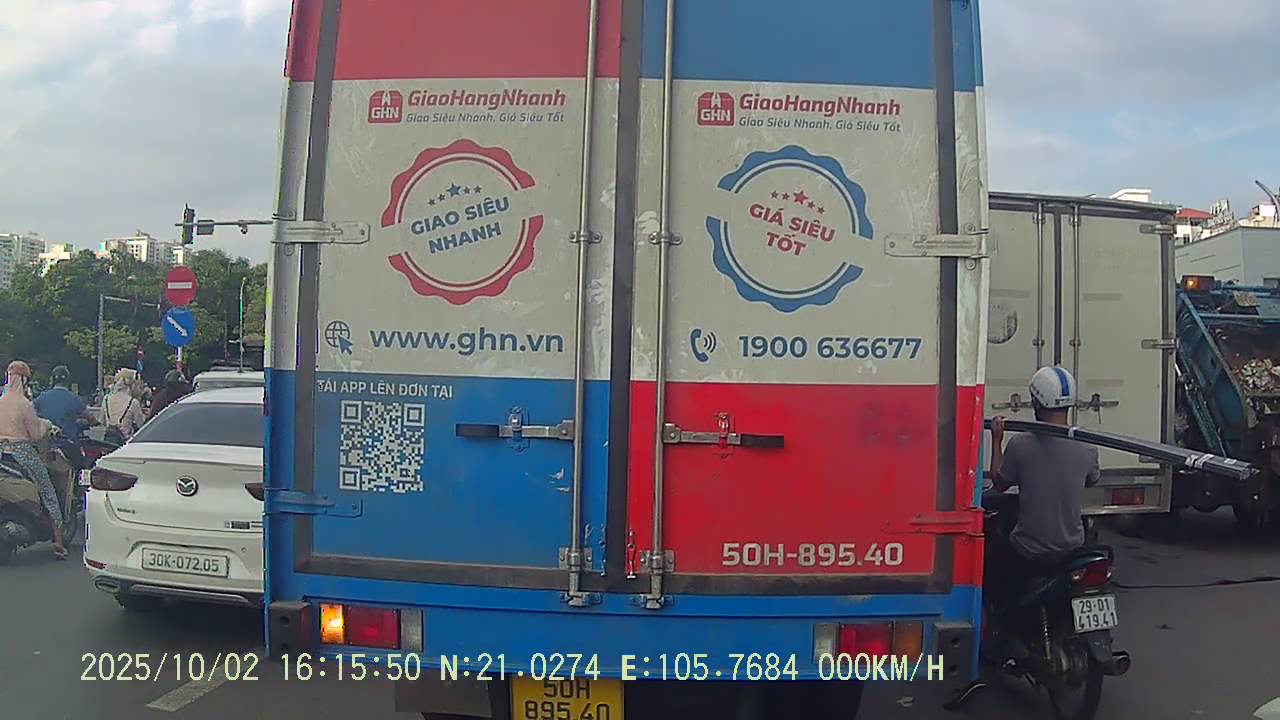 GHN GiaoHangNhanh
Giao Siêu Nhanh, Giá Siêu Tốt
GIAO SIÊU
NHANH
www.ghn.vn
TẢI APP LÊN ĐƠN TẠI
GHN GiaoHangNhanh
Giao Siêu Nhanh, Giá Siêu Tốt
GIÁ SIÊU
TỐT
1900 636677
50H-895.40
30K-072.05
29-D1
419.41
50H
895.40
2025/10/02 16:15:50 N:21.0274 E:105.7684 000KM/H